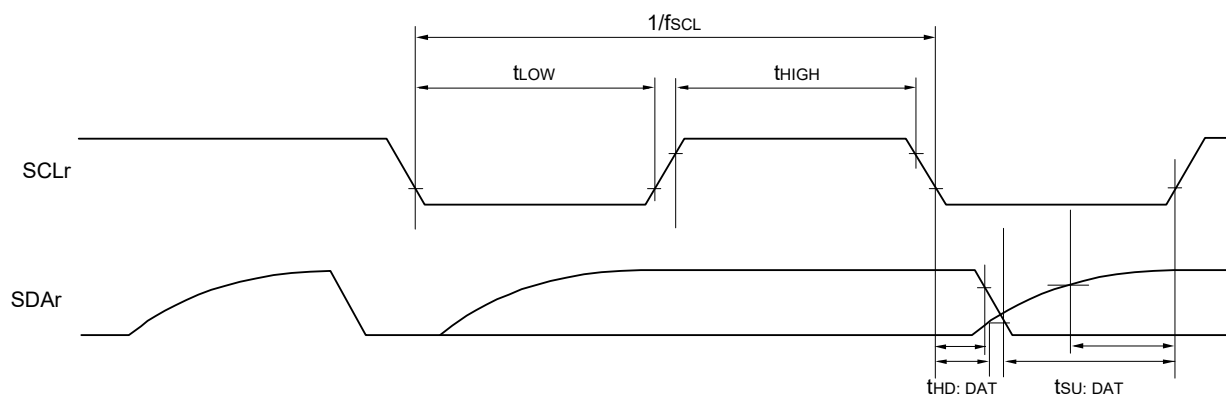 1/fSCL
tLOW
tHIGH
SCLr
SDAr
tHD: DAT
tSU: DAT